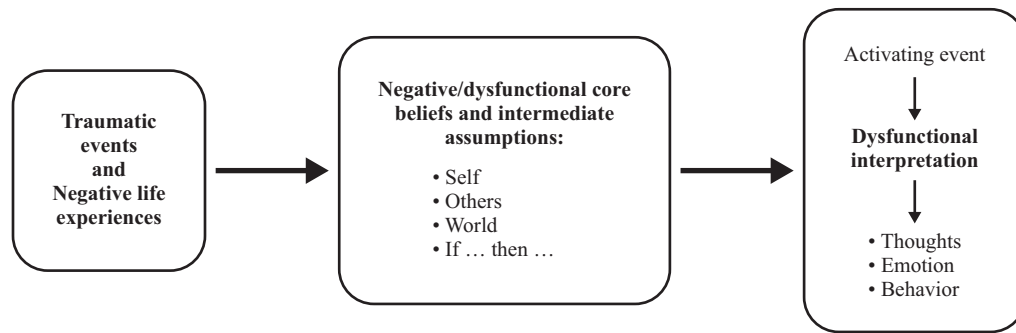 Traumatic
events
and
Negative life
experiences
Negative/dysfunctional core
beliefs and intermediate
assumptions:
• Self
• Others
• World
• If … then …
Activating event
Dysfunctional
interpretation
• Thoughts
• Emotion
• Behavior